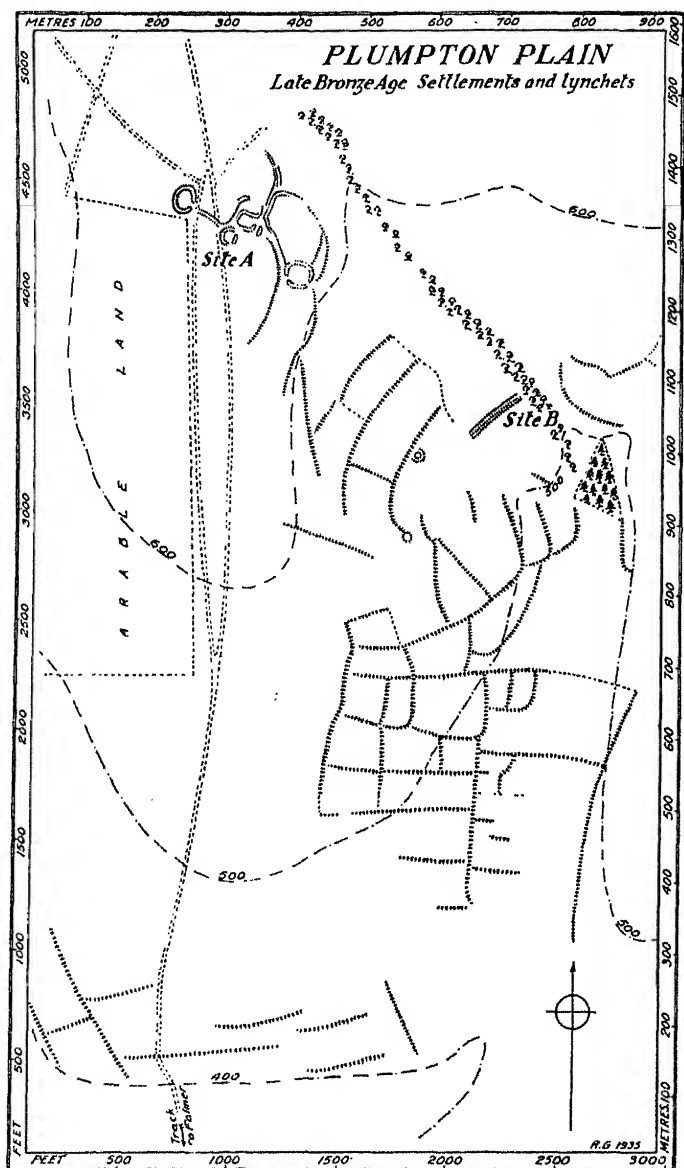 METRES 100 200 300 400 500 600 700 800 900
PLUMPTON PLAIN
Late Bronze Age Settlements and Lynchets
5000
4500
4000
3500
3000
2500
2000
1500
1000
500
FEET
1600
1500
1400
1300
1200
1100
1000
900
800
700
600
500
400
300
200
METRES.100
600
Site A
ARABLE LAND
Site B
500
600
500
500
400
Track
to Falmer
R.G 1935
FEET 500 1000 1500 2000 2500 3000